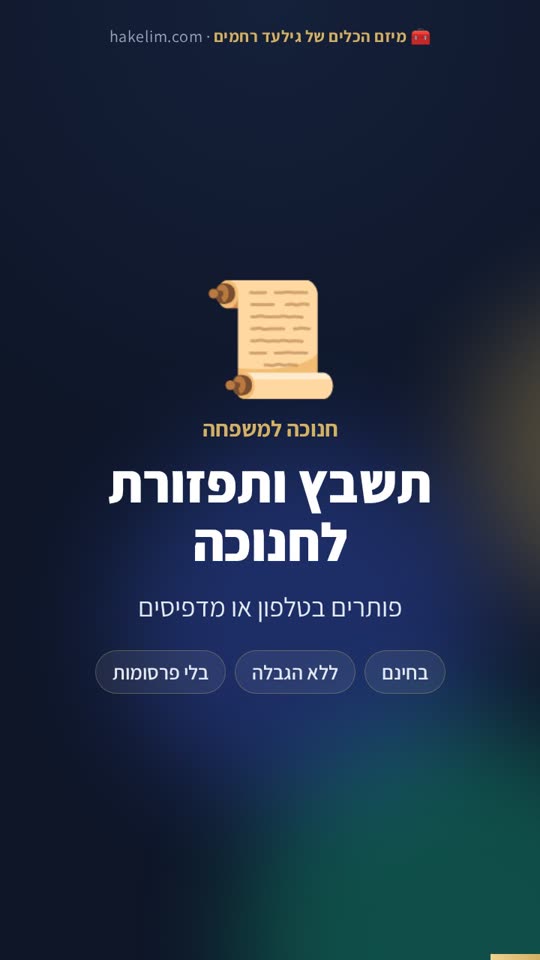 🧰 מיזם הכלים של גילעד רחמים · hakelim.com
חנוכה למשפחה
תשבץ ותפזורת
לחנוכה
פותרים בטלפון או מדפיסים
בחינם
ללא הגבלה
בלי פרסומות